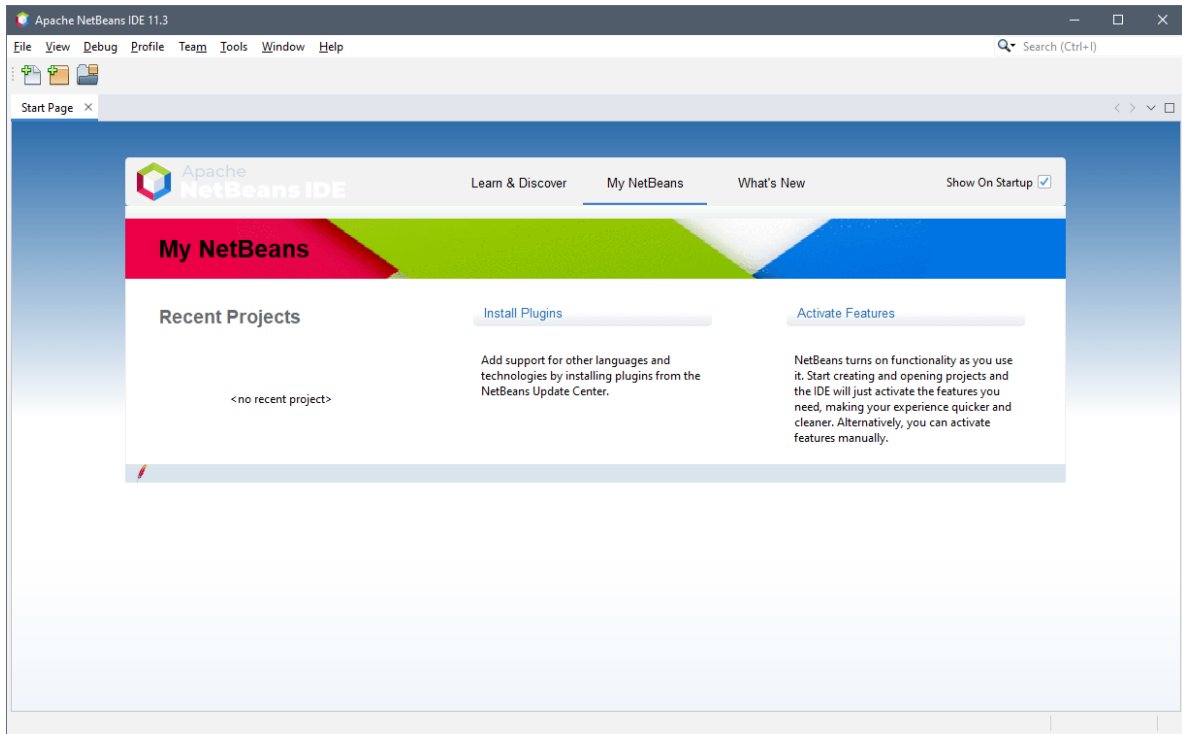 Apache NetBeans IDE 11.3
File View Debug Profile Team Tools Window Help
Search (Ctrl+I)
Start Page
Apache
NetBeans IDE
Learn & Discover
My NetBeans
What's New
Show On Startup
My NetBeans
Recent Projects
<no recent project>
Install Plugins
Add support for other languages and
technologies by installing plugins from the
NetBeans Update Center.
Activate Features
NetBeans turns on functionality as you use
it. Start creating and opening projects and
the IDE will just activate the features you
need, making your experience quicker and
cleaner. Alternatively, you can activate
features manually.